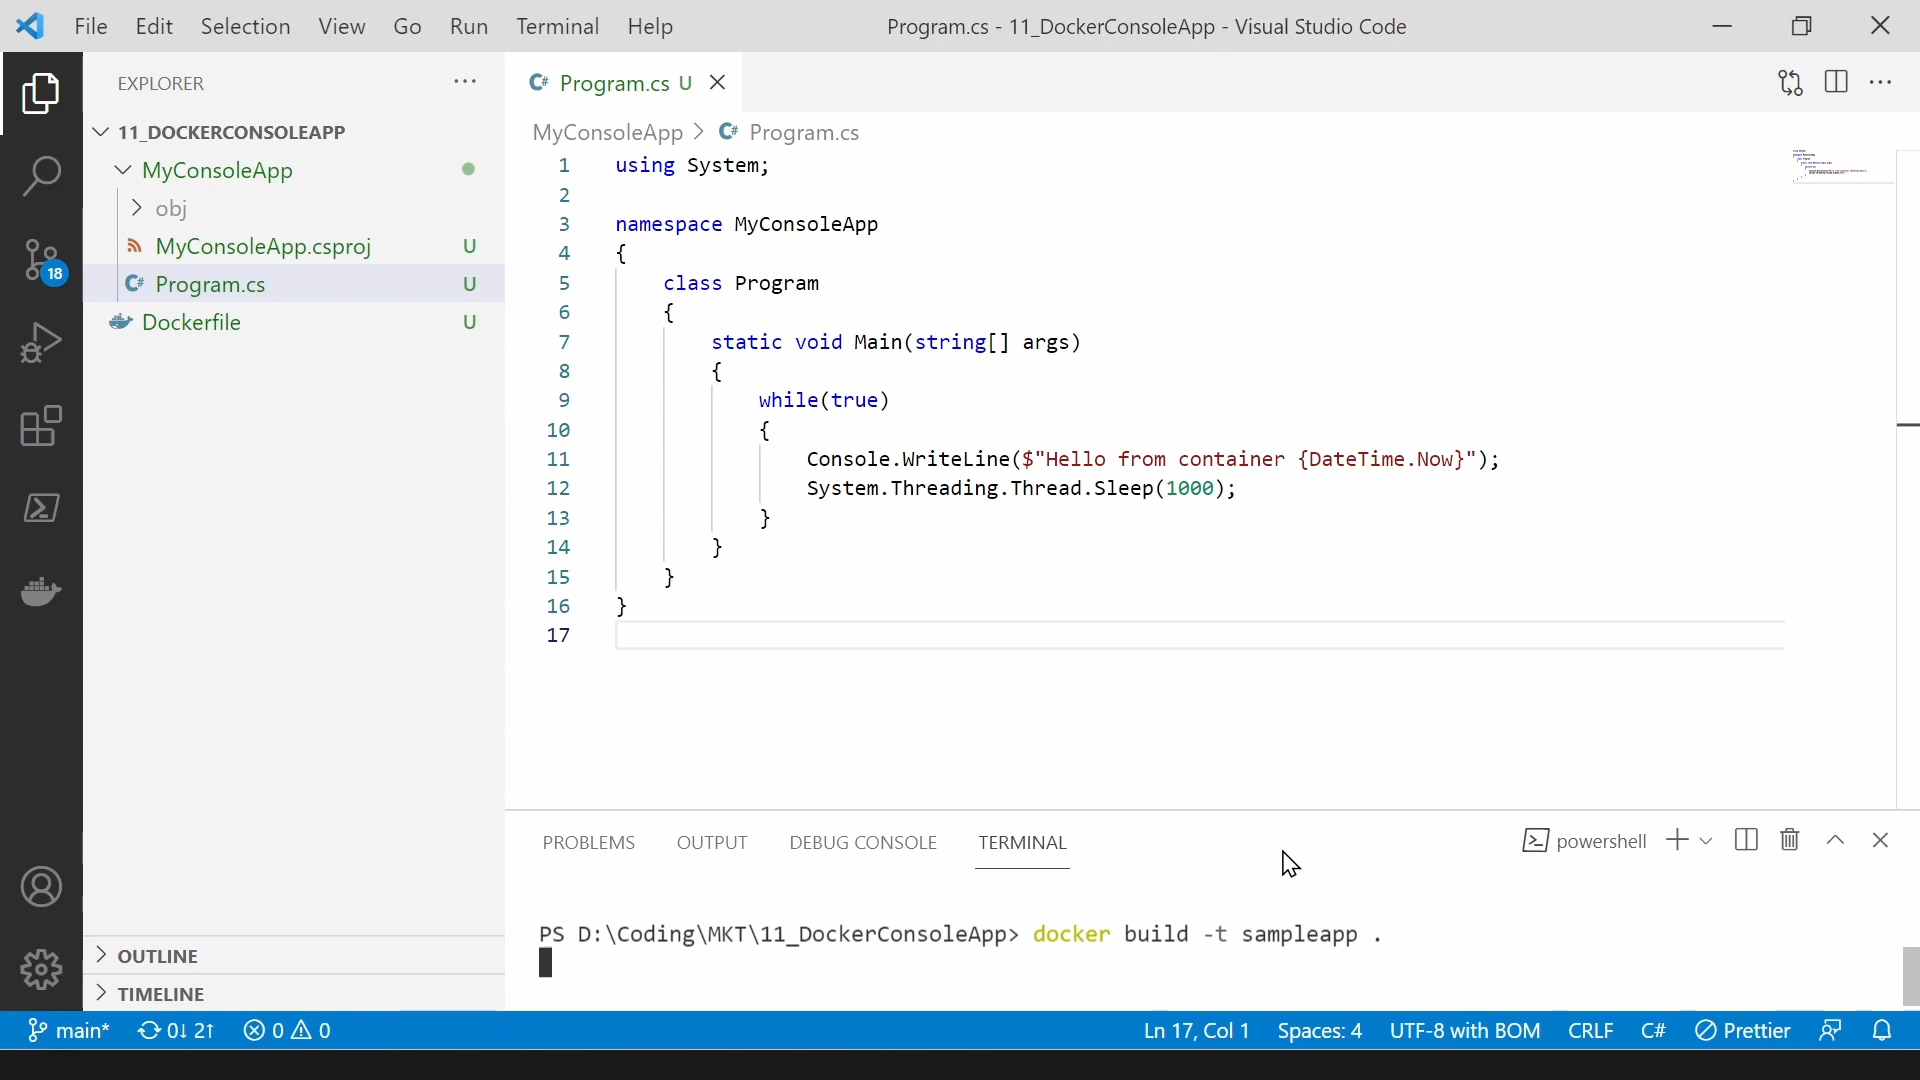 File Edit Selection View Go Run Terminal Help Program.cs - 11_DockerConsoleApp - Visual Studio Code
EXPLORER
11_DOCKERCONSOLEAPP
MyConsoleApp
obj
MyConsoleApp.csproj U
Program.cs U
Dockerfile U
OUTLINE
TIMELINE
18
C# Program.cs U
MyConsoleApp > C# Program.cs
1 using System;
2
3 namespace MyConsoleApp
4 {
5 class Program
6 {
7 static void Main(string[] args)
8 {
9 while(true)
10 {
11 Console.WriteLine($"Hello from container {DateTime.Now}");
12 System.Threading.Thread.Sleep(1000);
13 }
14 }
15 }
16 }
17
PROBLEMS OUTPUT DEBUG CONSOLE TERMINAL powershell
PS D:\Coding\MKT\11_DockerConsoleApp> docker build -t sampleapp .
main* 0↓ 2↑ 0 0 Ln 17, Col 1 Spaces: 4 UTF-8 with BOM CRLF C# Prettier